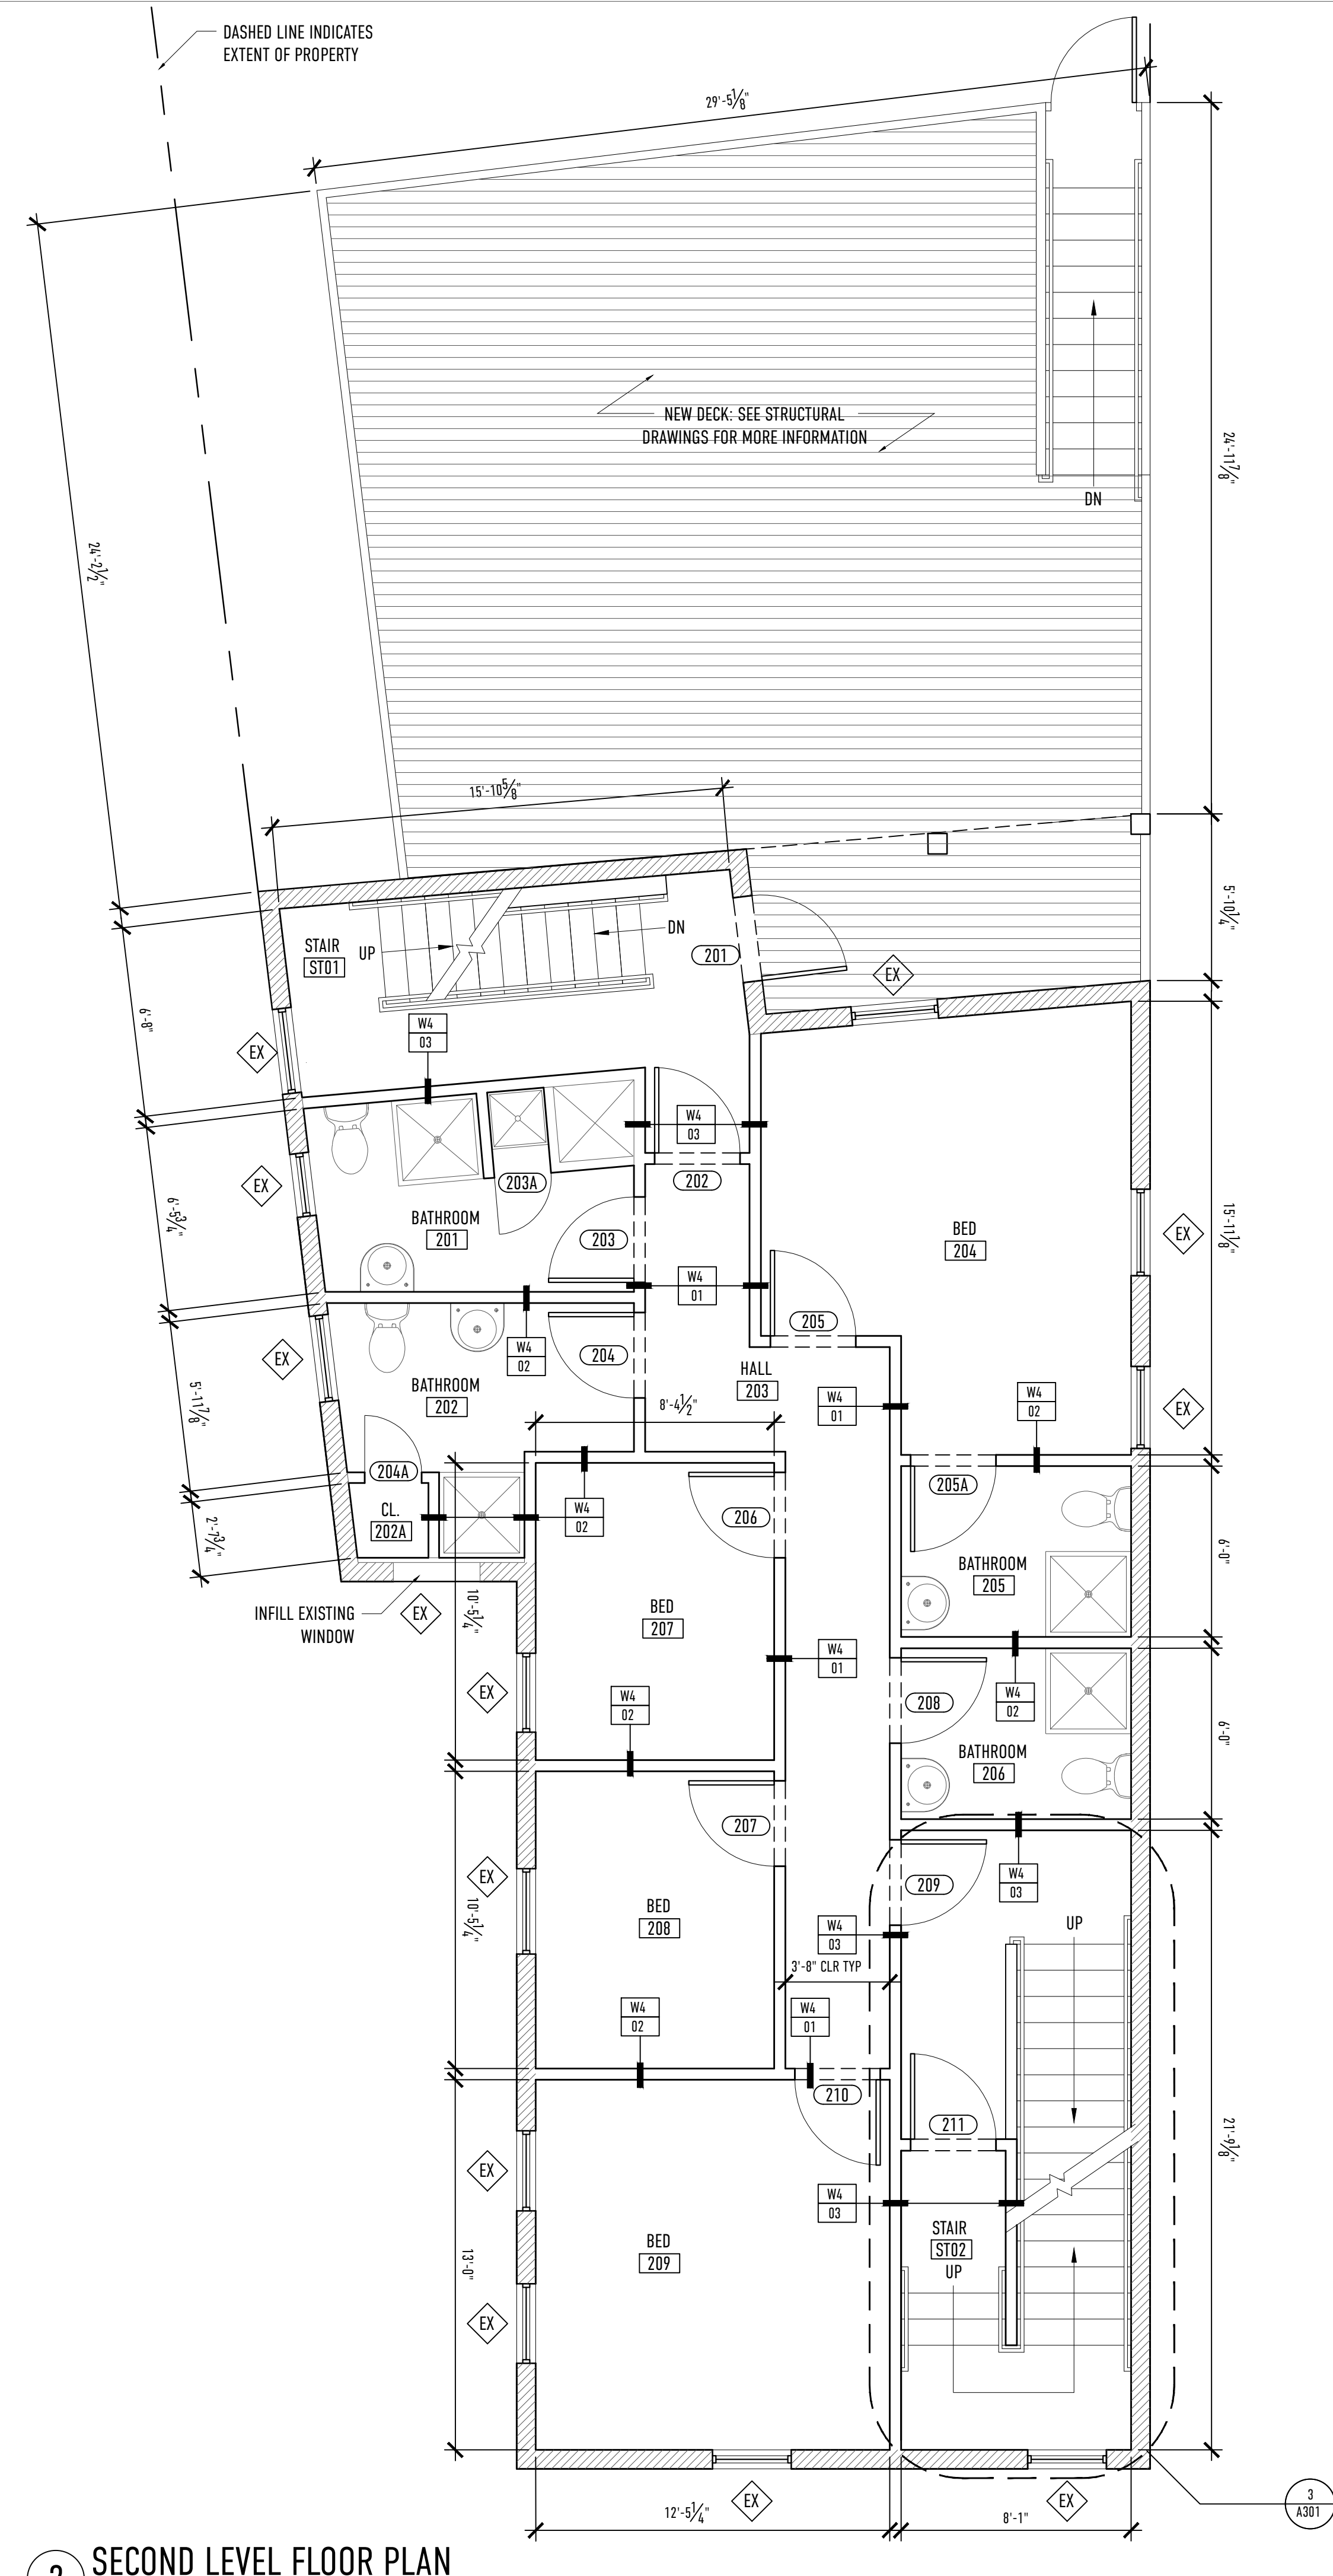 DASHED LINE INDICATES
EXTENT OF PROPERTY
29'-5⅛"
24'-11⅞"
NEW DECK: SEE STRUCTURAL
DRAWINGS FOR MORE INFORMATION
DN
24'-2½"
15'-10⅝"
5'-10¼"
STAIR
ST01
UP
DN
201
EX
6'-8"
W4
03
EX
W4
03
202
203A
EX
6'-5¾"
BATHROOM
201
203
BED
204
15'-11⅛"
EX
W4
01
205
W4
02
204
EX
HALL
203
5'-11⅞"
BATHROOM
202
8'-4½"
W4
01
W4
02
EX
204A
205A
CL.
202A
W4
02
206
2'-7¾"
BATHROOM
205
6'-0"
INFILL EXISTING
WINDOW
EX
10'-5¼"
BED
207
W4
01
EX
W4
02
208
W4
02
6'-0"
BATHROOM
206
207
EX
209
W4
03
10'-5¼"
BED
208
UP
W4
03
3'-8" CLR TYP
W4
02
W4
01
210
211
21'-9⅛"
EX
W4
03
BED
209
STAIR
ST02
UP
13'-0"
EX
12'-5¼"
EX
8'-1"
EX
3
A301
2
SECOND LEVEL FLOOR PLAN